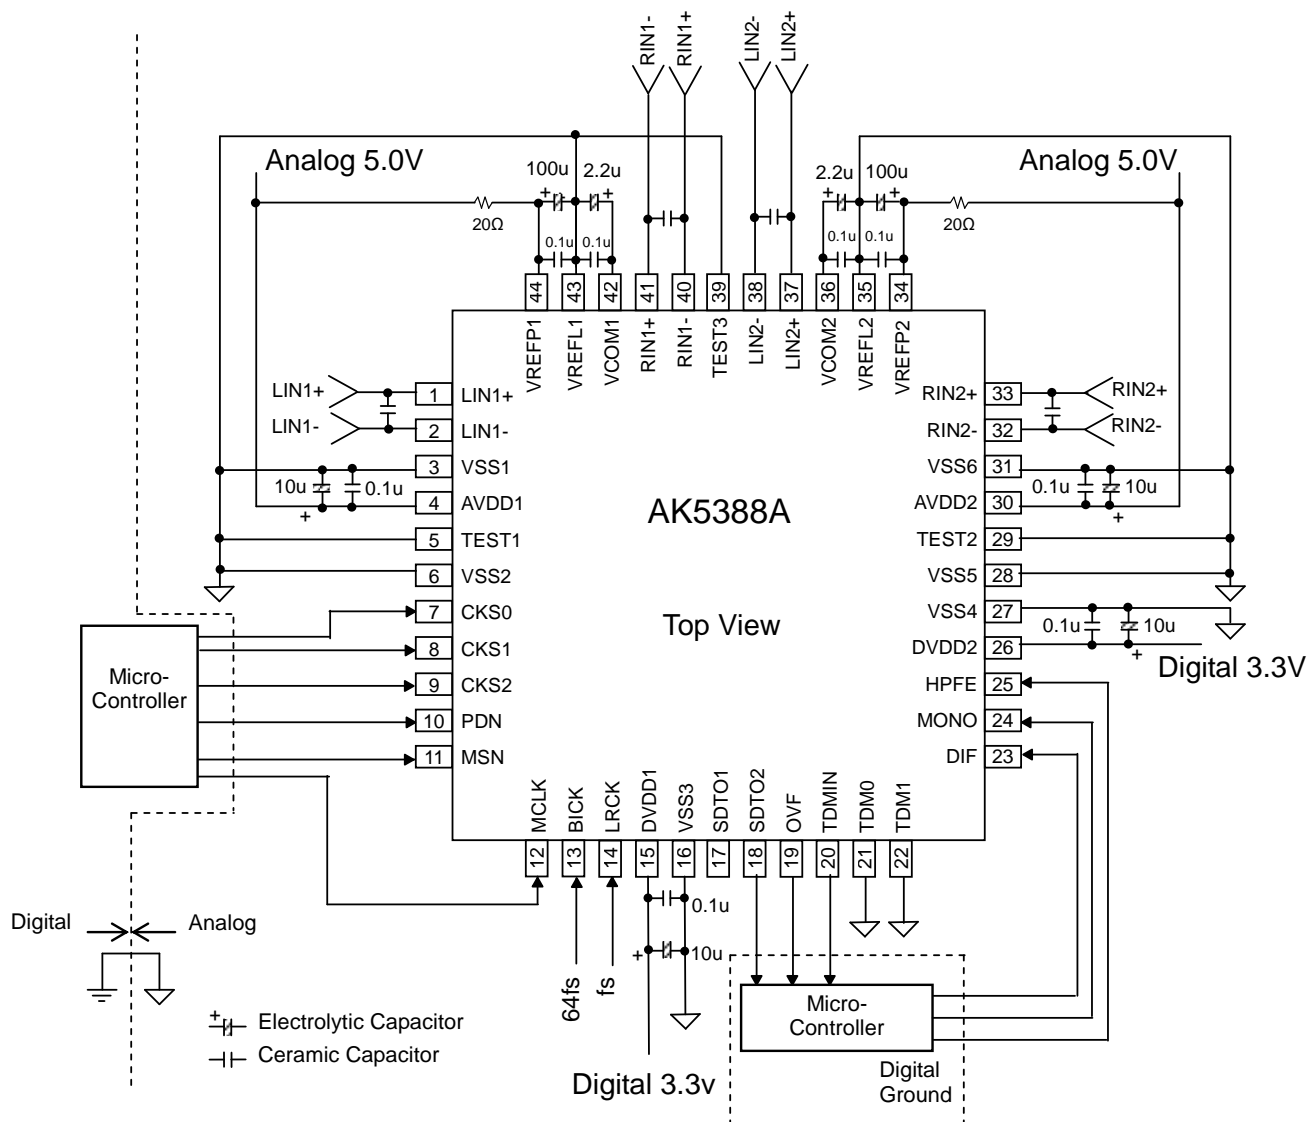 RIN1-
RIN1+
LIN2-
LIN2+
Analog 5.0V
100u
2.2u
2.2u
100u
Analog 5.0V
+
+
+
+
20Ω
20Ω
0.1u
0.1u
0.1u
0.1u
44
43
42
41
40
39
38
37
36
35
34
VREFP1
VREFL1
VCOM1
RIN1+
RIN1-
TEST3
LIN2-
LIN2+
VCOM2
VREFL2
VREFP2
LIN1+
1
LIN1+
RIN2+
33
RIN2+
LIN1-
2
LIN1-
RIN2-
32
RIN2-
3
VSS1
VSS6
31
10u
0.1u
0.1u
10u
+
4
AVDD1
AK5388A
AVDD2
30
+
5
TEST1
TEST2
29
6
VSS2
VSS5
28
7
CKS0
Top View
VSS4
27
0.1u
10u
8
CKS1
DVDD2
26
+
Digital 3.3V
Micro-
Controller
9
CKS2
HPFE
25
10
PDN
MONO
24
11
MSN
DIF
23
MCLK
BICK
LRCK
DVDD1
VSS3
SDTO1
SDTO2
OVF
TDMIN
TDM0
TDM1
12
13
14
15
16
17
18
19
20
21
22
0.1u
Digital
Analog
+
10u
64fs
fs
Micro-
Controller
+
Electrolytic Capacitor
Ceramic Capacitor
Digital 3.3v
Digital
Ground